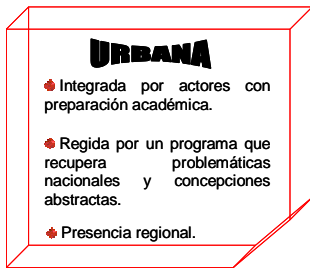 URBANA
Integrada por actores con
preparación académica.
Regida por un programa que
recupera problemáticas
nacionales y concepciones
abstractas.
Presencia regional.